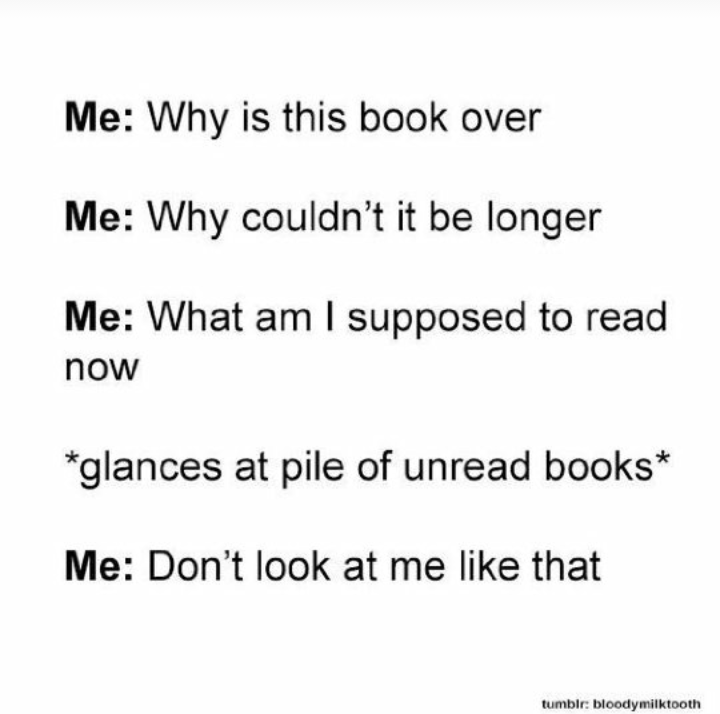 Me: Why is this book over
Me: Why couldn't it be longer
Me: What am I supposed to read
now
*glances at pile of unread books*
Me: Don't look at me like that
tumblr: bloodymilktooth